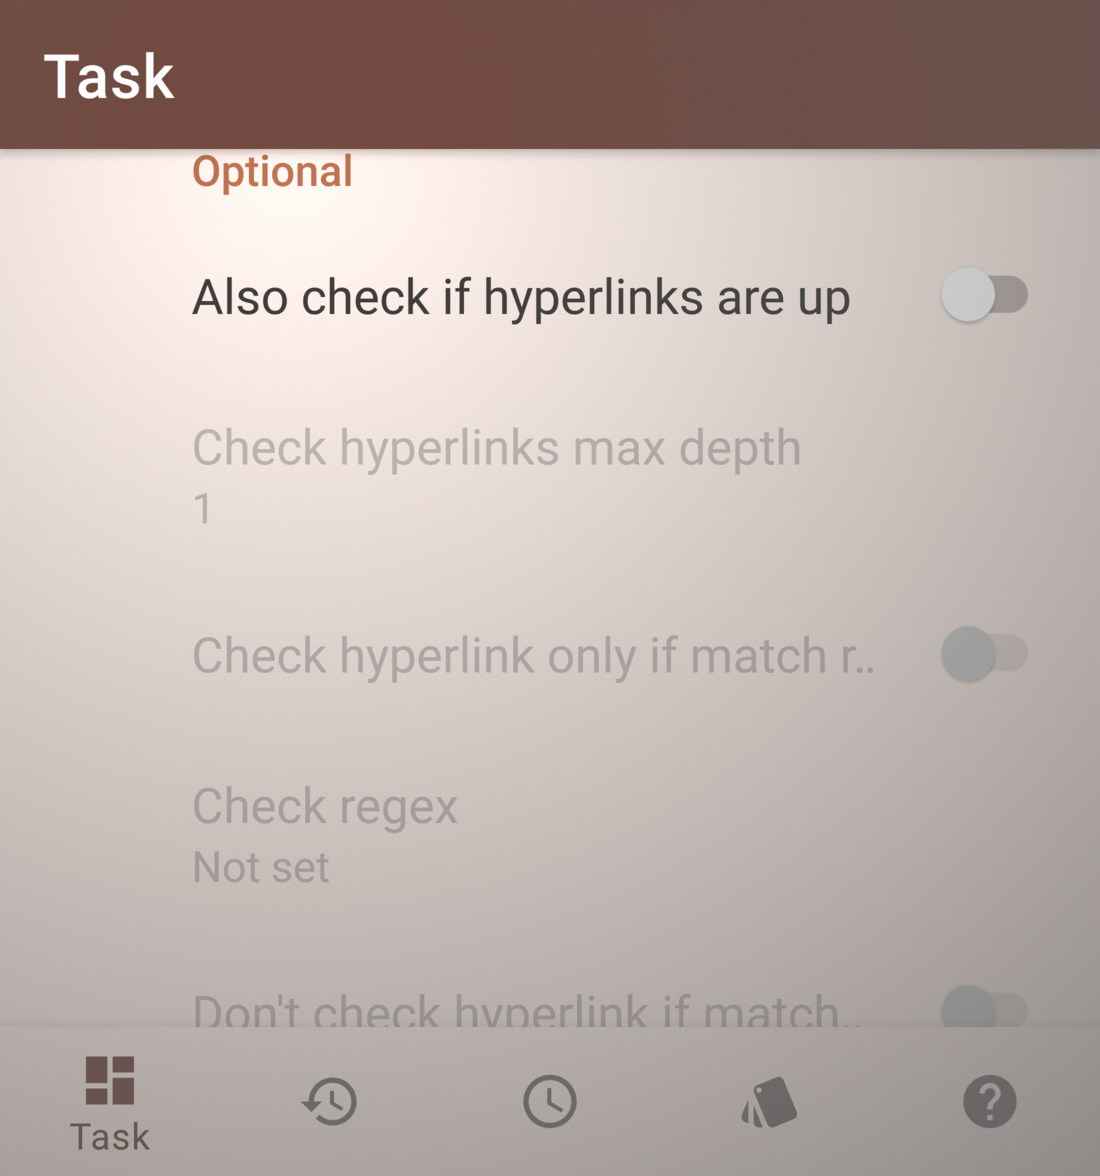 Task
Optional
Also check if hyperlinks are up
Check hyperlinks max depth
1
Check hyperlink only if match r..
Check regex
Not set
Don't check hyperlink if match..
Task